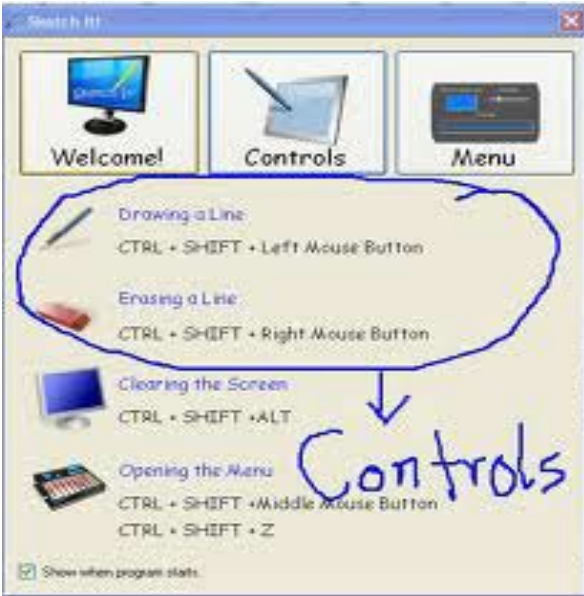 Sketch It!
Welcome!
Controls
Menu
Drawing a Line
CTRL + SHIFT + Left Mouse Button
Erasing a Line
CTRL + SHIFT + Right Mouse Button
Clearing the Screen
CTRL + SHIFT +ALT
Controls
Opening the Menu
CTRL + SHIFT +Middle Mouse Button
CTRL + SHIFT + Z
Show when program starts.